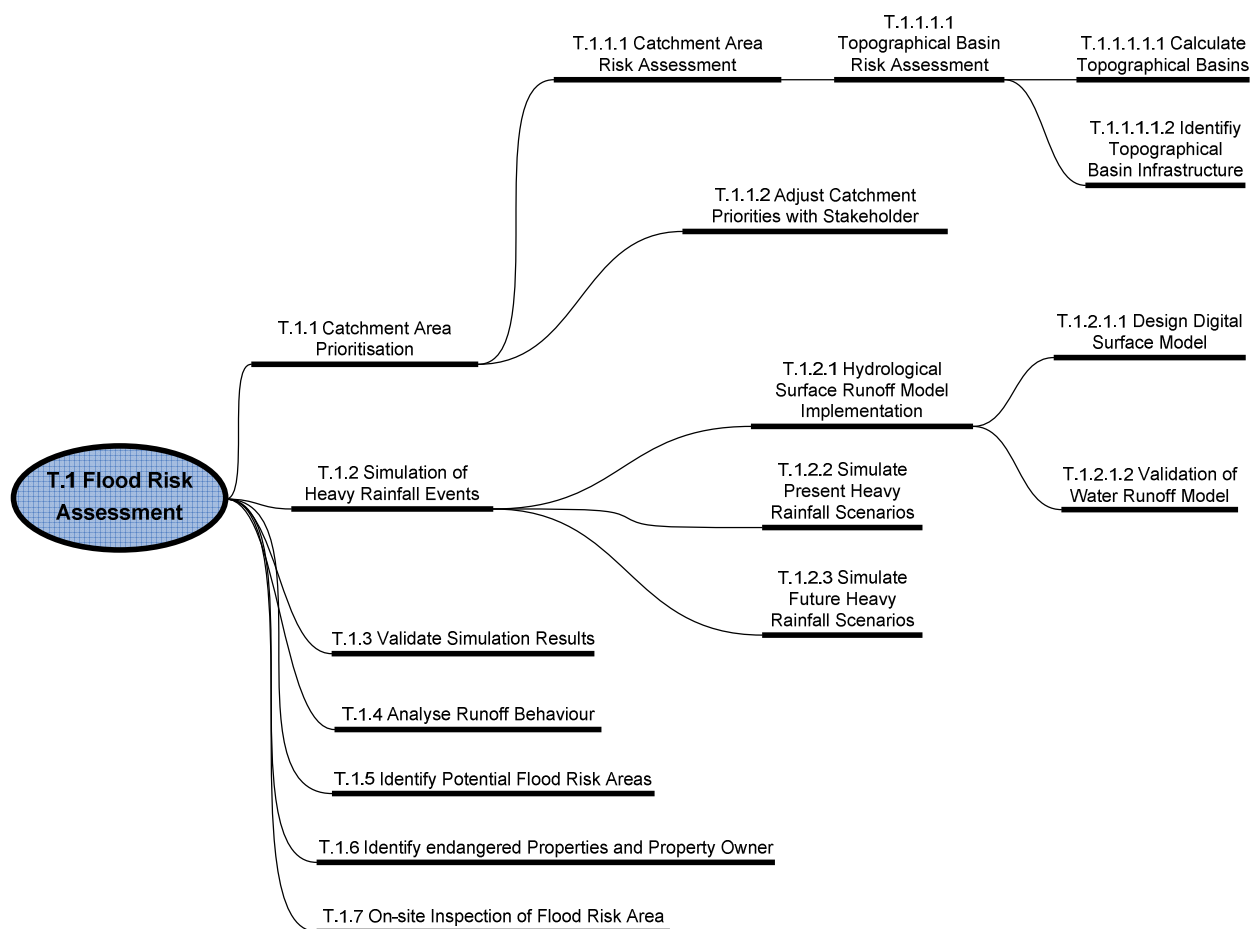 T.1 Flood Risk
Assessment
T.1.1 Catchment Area
Prioritisation
T.1.1.1 Catchment Area
Risk Assessment
T.1.1.1.1
Topographical Basin
Risk Assessment
T.1.1.1.1.1 Calculate
Topographical Basins
T.1.1.1.1.2 Identifiy
Topographical
Basin Infrastructure
T.1.1.2 Adjust Catchment
Priorities with Stakeholder
T.1.2 Simulation of
Heavy Rainfall Events
T.1.2.1 Hydrological
Surface Runoff Model
Implementation
T.1.2.1.1 Design Digital
Surface Model
T.1.2.1.2 Validation of
Water Runoff Model
T.1.2.2 Simulate
Present Heavy
Rainfall Scenarios
T.1.2.3 Simulate
Future Heavy
Rainfall Scenarios
T.1.3 Validate Simulation Results
T.1.4 Analyse Runoff Behaviour
T.1.5 Identify Potential Flood Risk Areas
T.1.6 Identify endangered Properties and Property Owner
T.1.7 On-site Inspection of Flood Risk Area